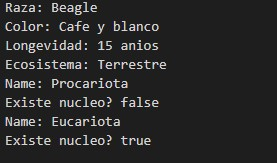 Raza: Beagle
Color: Cafe y blanco
Longevidad: 15 anios
Ecosistema: Terrestre
Name: Procariota
Existe nucleo? false
Name: Eucariota
Existe nucleo? true